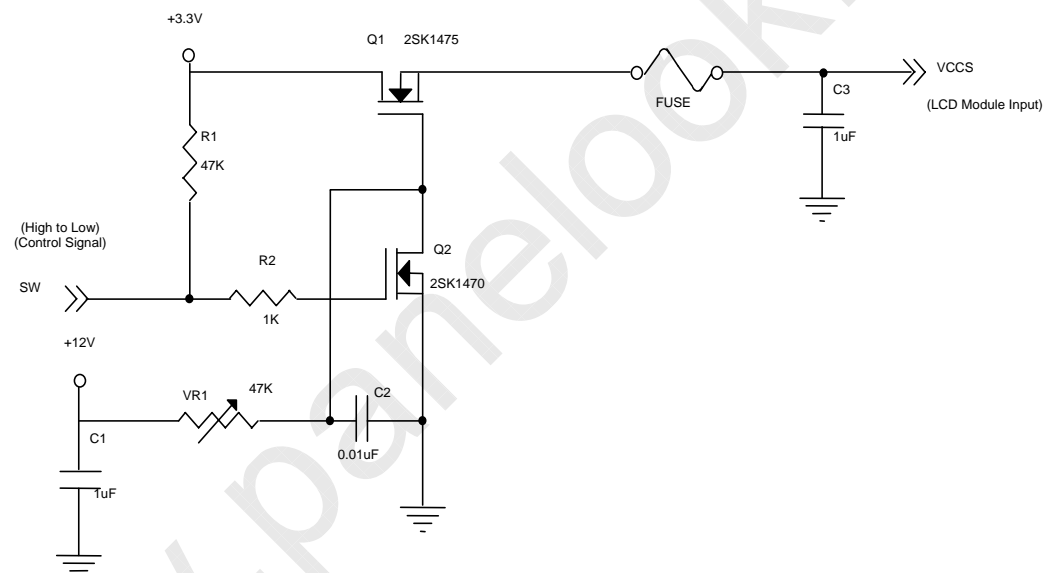 +3.3V
Q1 2SK1475
VCCS
FUSE
C3
(LCD Module Input)
R1
1uF
47K
(High to Low)
(Control Signal)
Q2
R2
SW
2SK1470
1K
+12V
VR1
47K
C2
C1
0.01uF
1uF
.panelook.